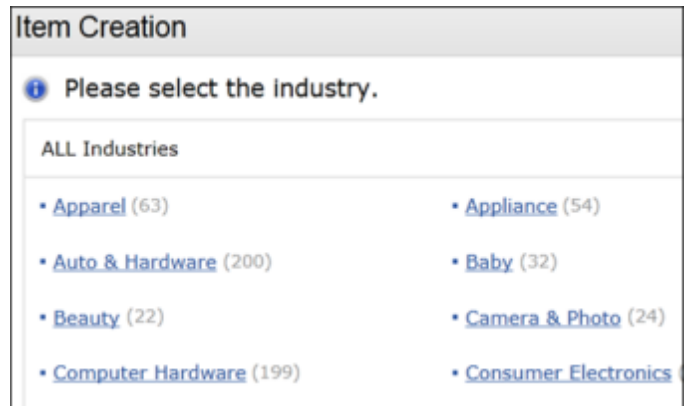 Item Creation
Please select the industry.
ALL Industries
• Apparel (63)
• Appliance (54)
• Auto & Hardware (200)
• Baby (32)
• Beauty (22)
• Camera & Photo (24)
• Computer Hardware (199)
• Consumer Electronics (